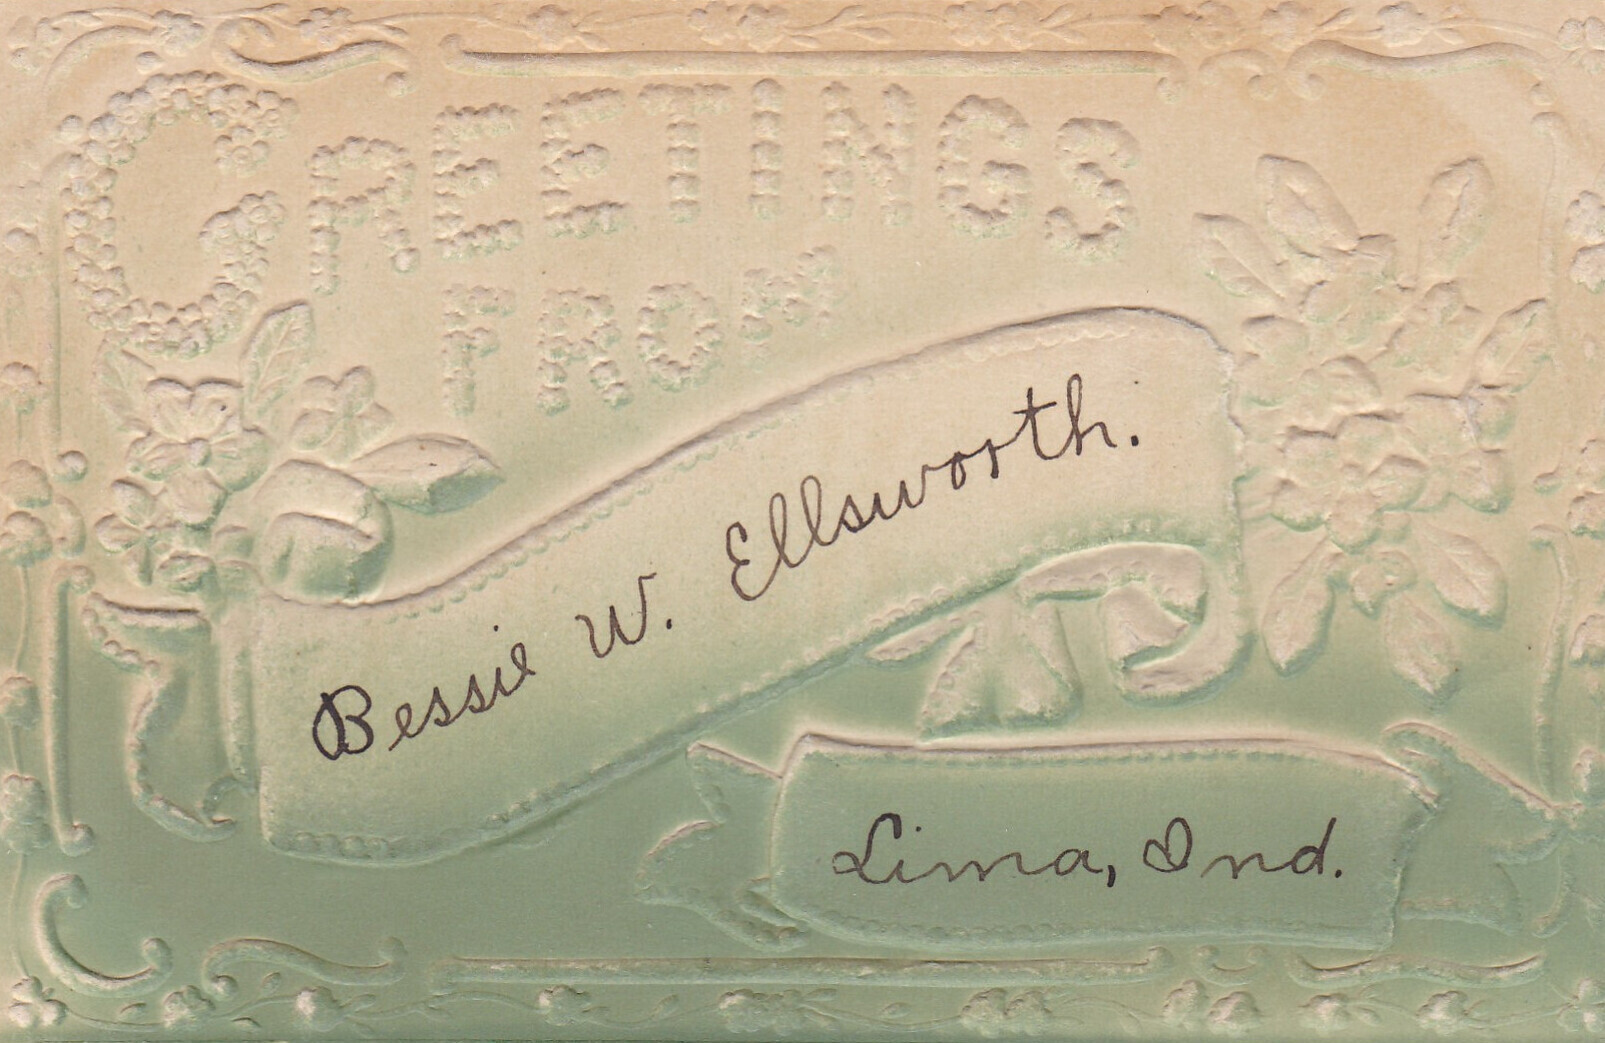 GREETINGS
FROM
Bessie W. Ellsworth.
Lima, Ind.